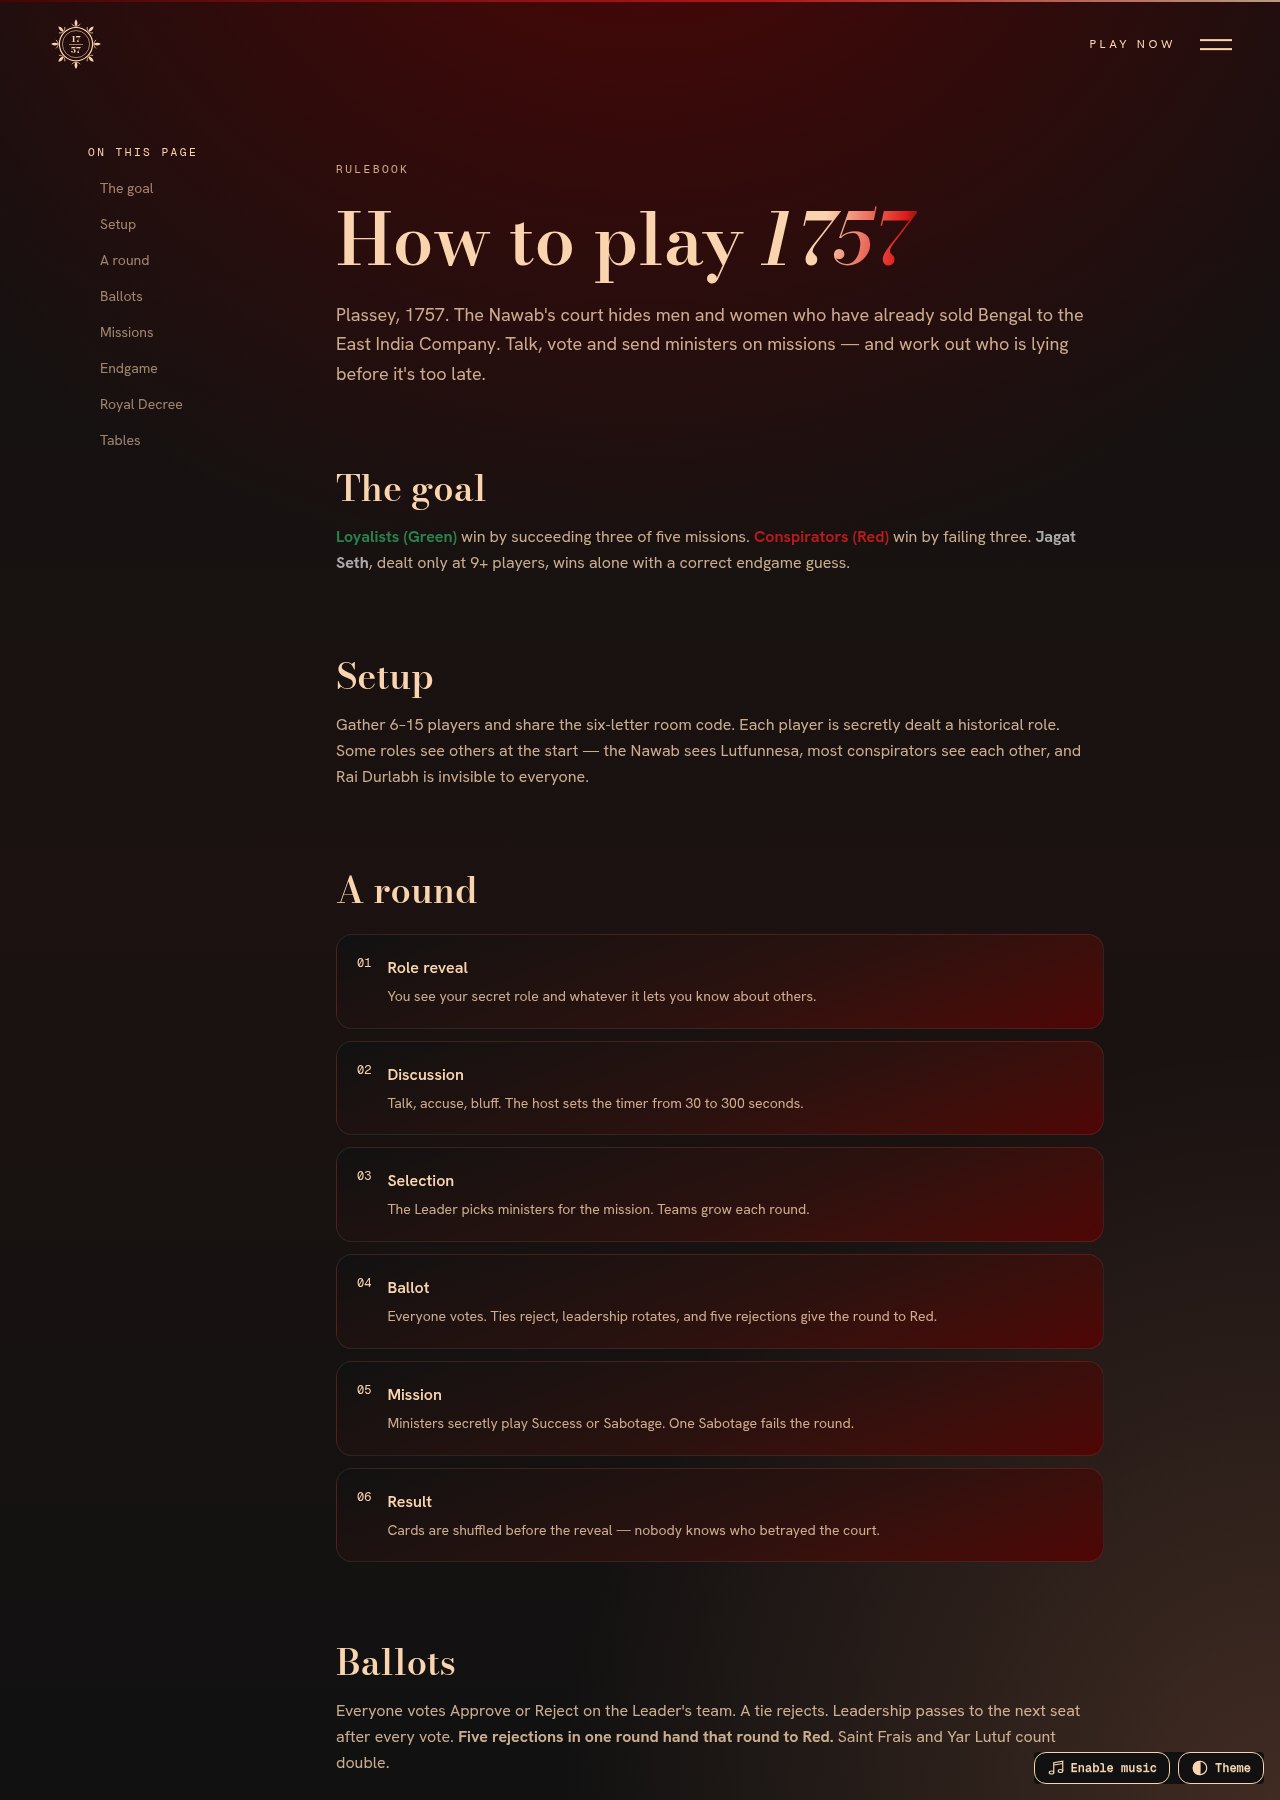 17
57
PLAY NOW
ON THIS PAGE
The goal
Setup
A round
Ballots
Missions
Endgame
Royal Decree
Tables
RULEBOOK
How to play 1757
Plassey, 1757. The Nawab's court hides men and women who have already sold Bengal to the
East India Company. Talk, vote and send ministers on missions — and work out who is lying
before it's too late.
The goal
Loyalists (Green) win by succeeding three of five missions. Conspirators (Red) win by failing three. Jagat
Seth, dealt only at 9+ players, wins alone with a correct endgame guess.
Setup
Gather 6–15 players and share the six-letter room code. Each player is secretly dealt a historical role.
Some roles see others at the start — the Nawab sees Lutfunnesa, most conspirators see each other, and
Rai Durlabh is invisible to everyone.
A round
01 Role reveal
You see your secret role and whatever it lets you know about others.
02 Discussion
Talk, accuse, bluff. The host sets the timer from 30 to 300 seconds.
03 Selection
The Leader picks ministers for the mission. Teams grow each round.
04 Ballot
Everyone votes. Ties reject, leadership rotates, and five rejections give the round to Red.
05 Mission
Ministers secretly play Success or Sabotage. One Sabotage fails the round.
06 Result
Cards are shuffled before the reveal — nobody knows who betrayed the court.
Ballots
Everyone votes Approve or Reject on the Leader's team. A tie rejects. Leadership passes to the next seat
after every vote. Five rejections in one round hand that round to Red. Saint Frais and Yar Lutuf count
double.
Enable music
Theme